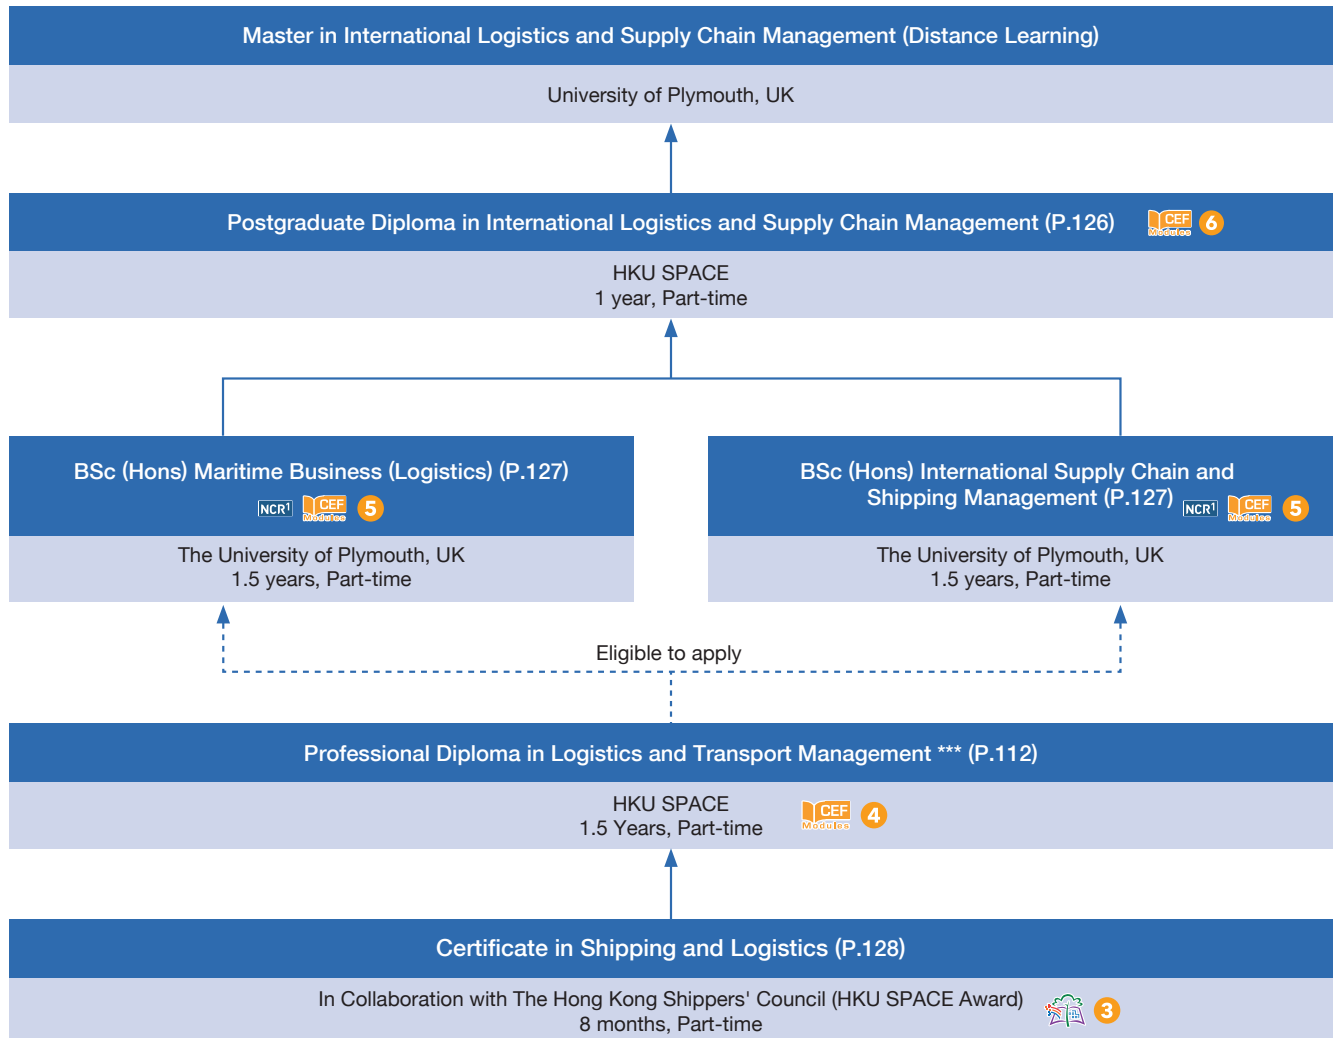 Master in International Logistics and Supply Chain Management (Distance Learning)
University of Plymouth, UK
Postgraduate Diploma in International Logistics and Supply Chain Management (P.126) CEF Modules 6
HKU SPACE
1 year, Part-time
BSc (Hons) Maritime Business (Logistics) (P.127)
NCR¹ CEF Modules 5
The University of Plymouth, UK
1.5 years, Part-time
BSc (Hons) International Supply Chain and
Shipping Management (P.127) NCR¹ CEF Modules 5
The University of Plymouth, UK
1.5 years, Part-time
Eligible to apply
Professional Diploma in Logistics and Transport Management *** (P.112)
HKU SPACE
1.5 Years, Part-time CEF Modules 4
Certificate in Shipping and Logistics (P.128)
In Collaboration with The Hong Kong Shippers' Council (HKU SPACE Award)
8 months, Part-time 3